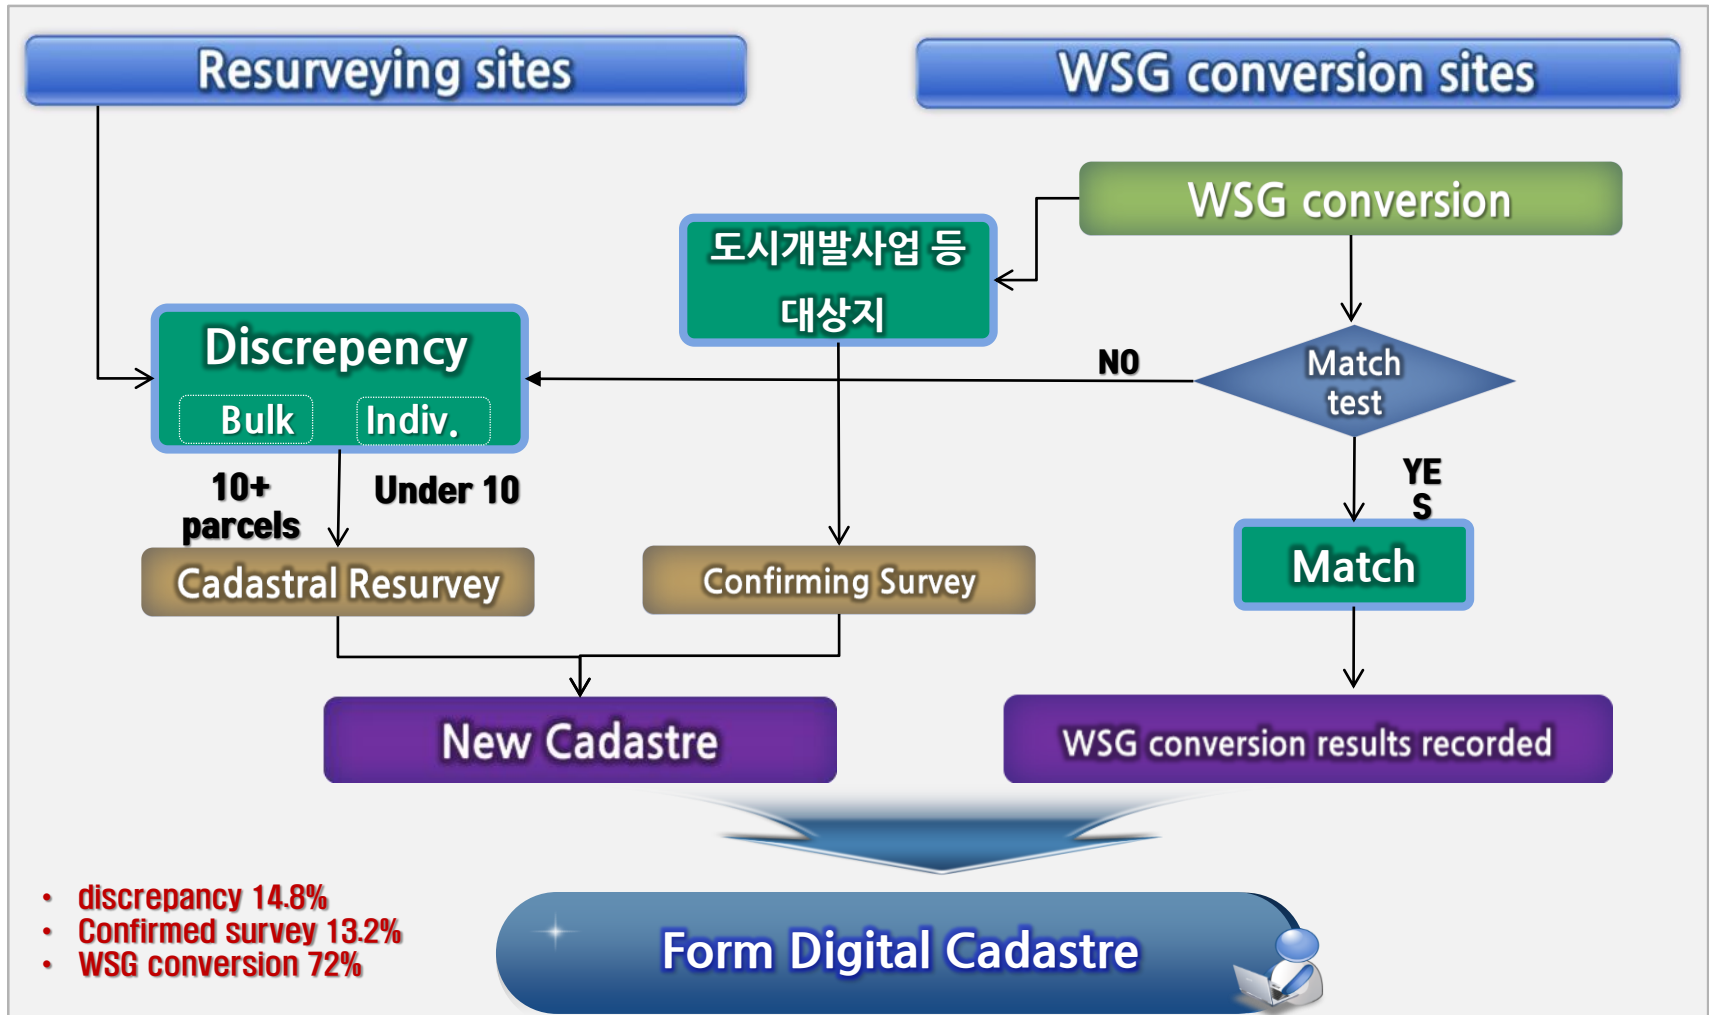 Resurveying sites
WSG conversion sites
WSG conversion
도시개발사업 등
대상지
Discrepency
Bulk
Indiv.
NO
Match
test
10+
parcels
Under 10
YE
S
Match
Cadastral Resurvey
Confirming Survey
New Cadastre
WSG conversion results recorded
• discrepancy 14.8%
• Confirmed survey 13.2%
• WSG conversion 72%
Form Digital Cadastre